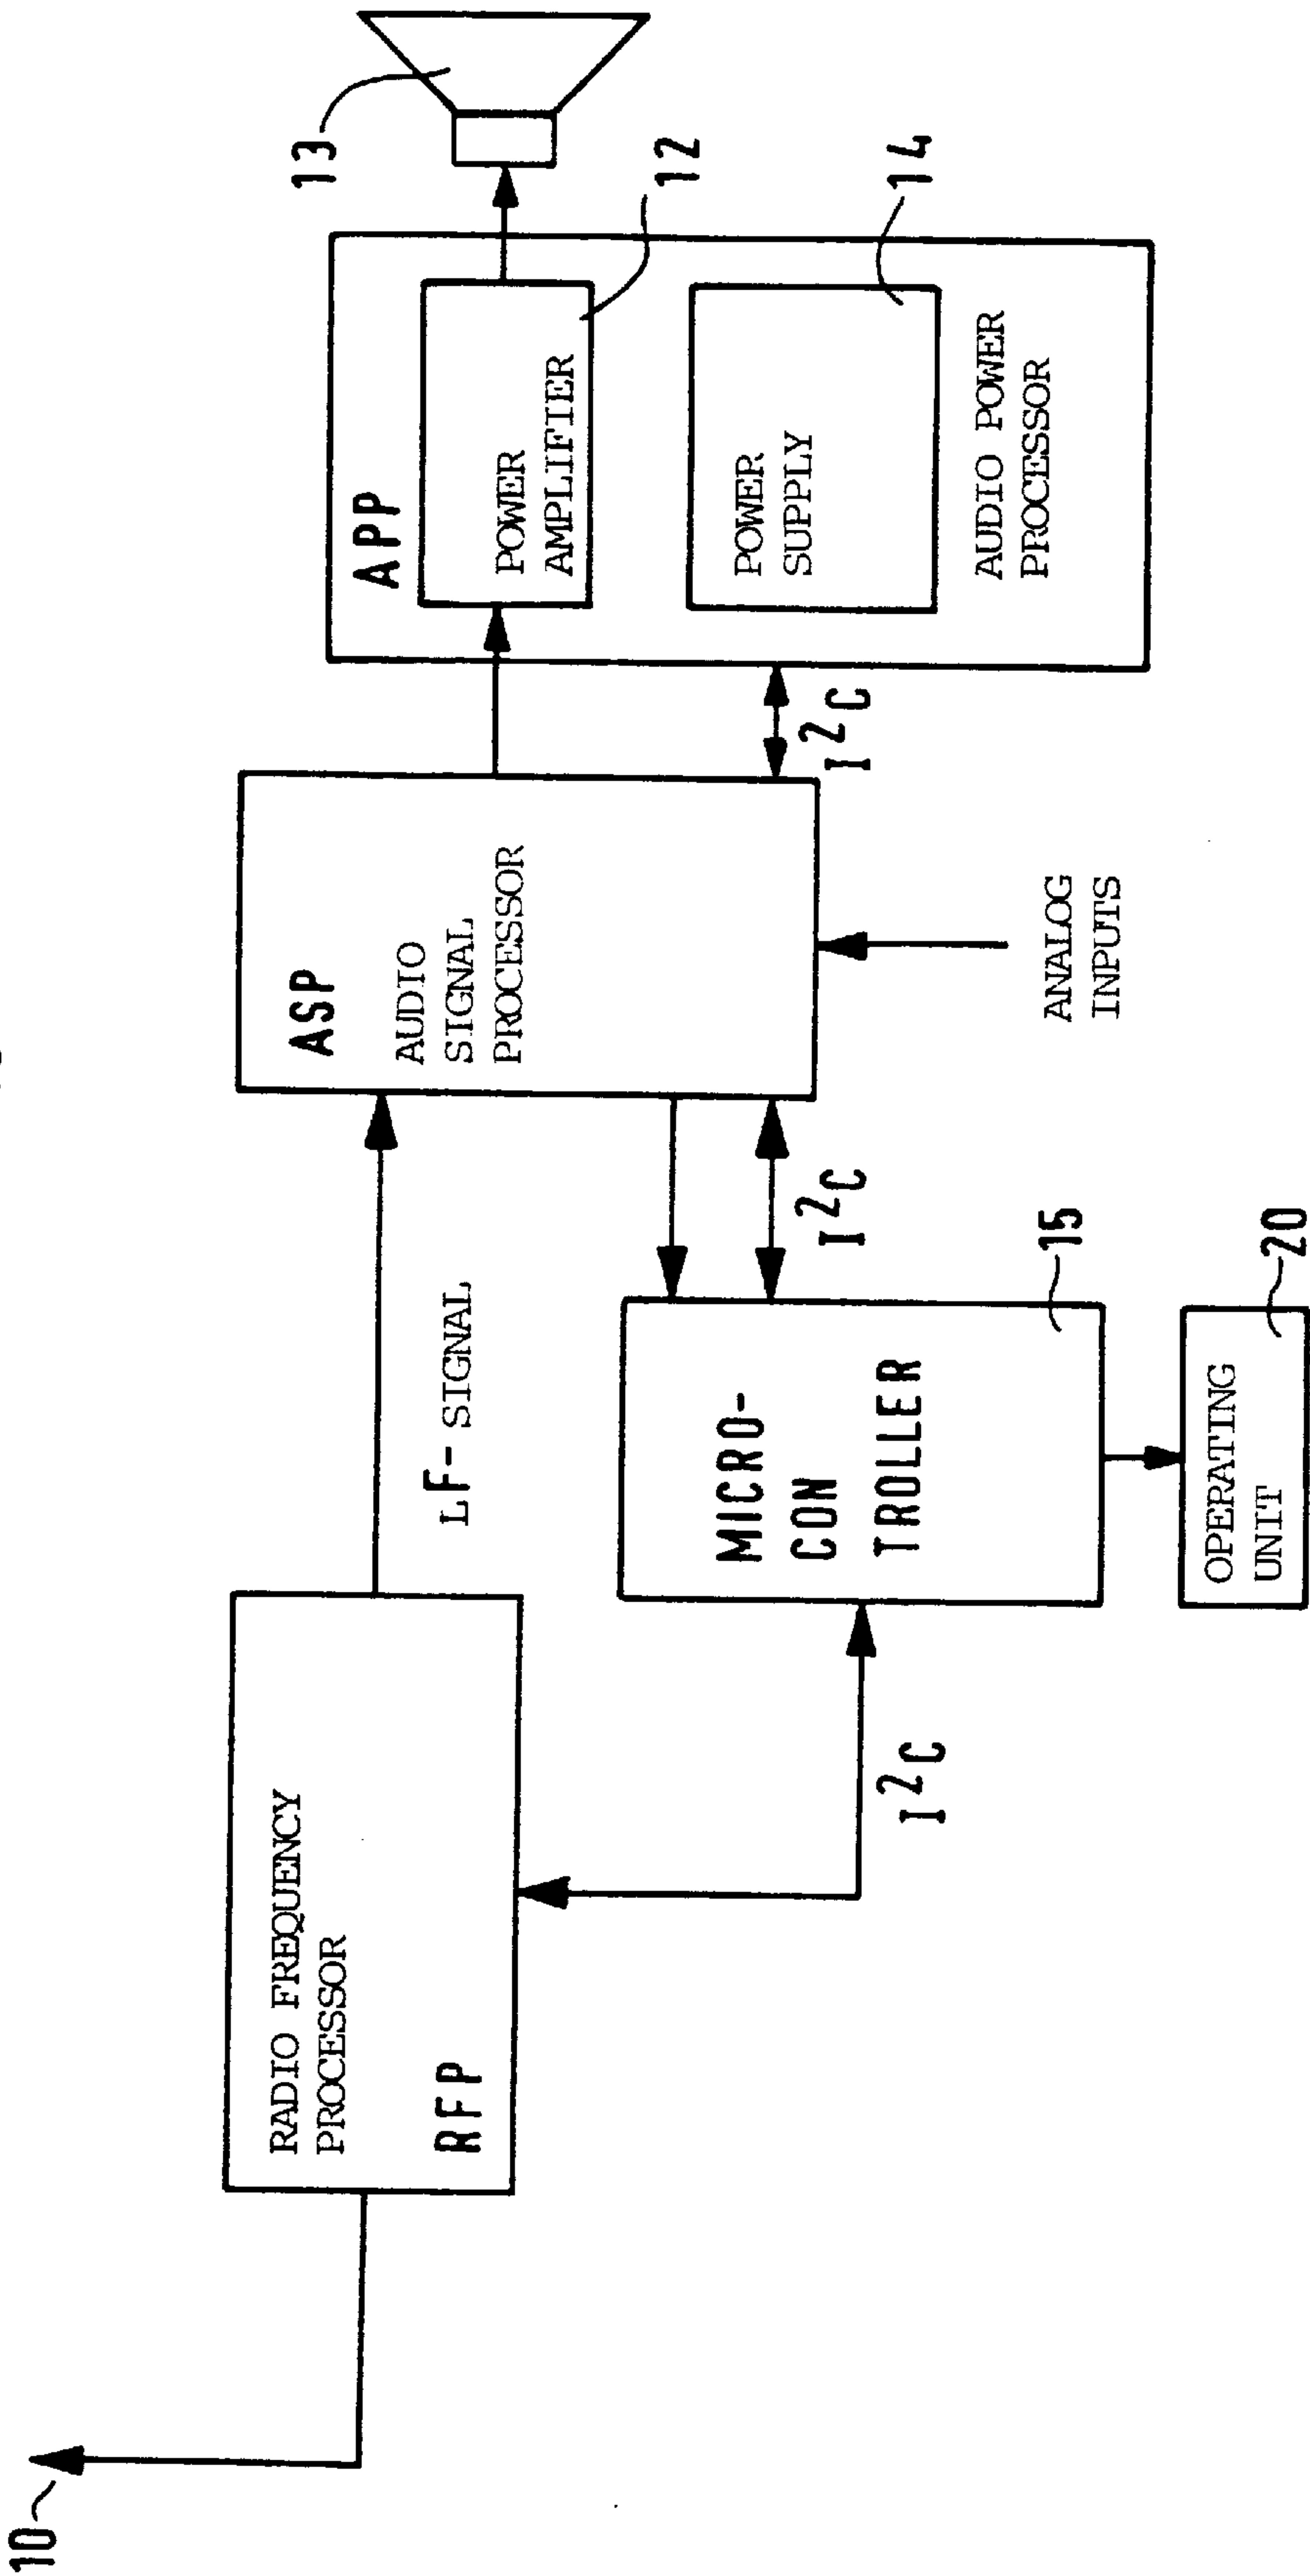 10
RADIO FREQUENCY
PROCESSOR
RFP
LF- SIGNAL
I²C
MICRO-
CON
TROLLER
15
OPERATING
UNIT
20
I²C
ASP
AUDIO
SIGNAL
PROCESSOR
ANALOG
INPUTS
I²C
APP
POWER
AMPLIFIER
12
13
POWER
SUPPLY
14
AUDIO POWER
PROCESSOR